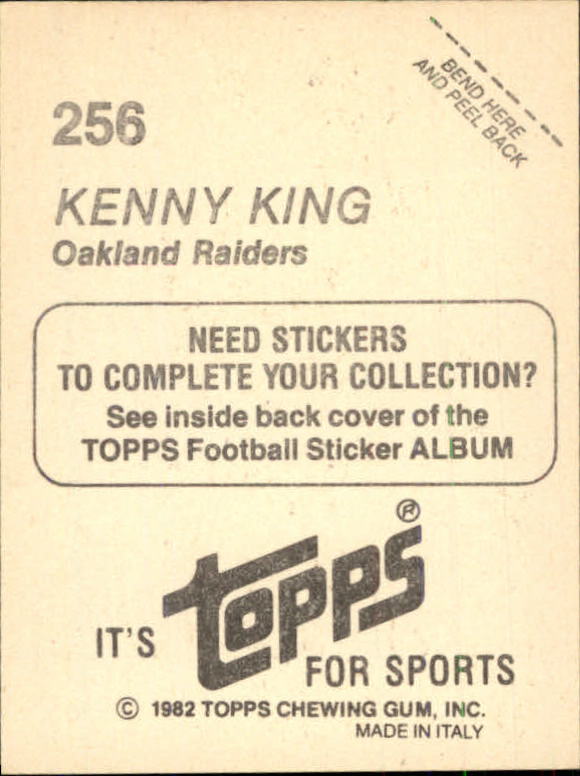 BEND HERE
AND PEEL BACK
256
KENNY KING
Oakland Raiders
NEED STICKERS
TO COMPLETE YOUR COLLECTION?
See inside back cover of the
TOPPS Football Sticker ALBUM
IT'S topps® FOR SPORTS
© 1982 TOPPS CHEWING GUM, INC.
MADE IN ITALY